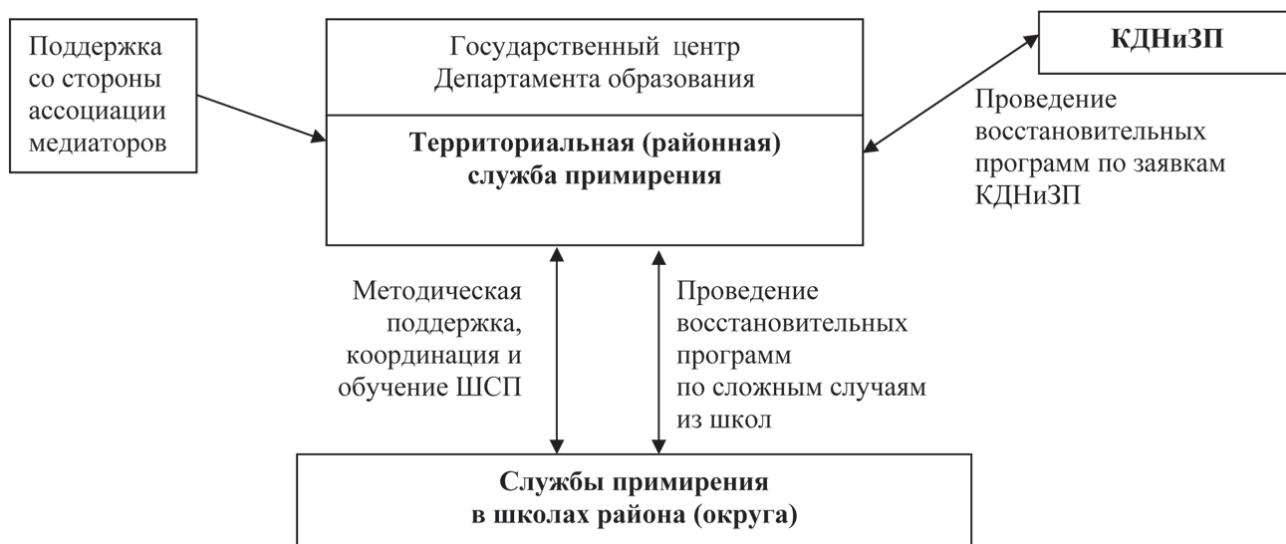 Поддержка
со стороны
ассоциации
медиаторов
Государственный центр
Департамента образования
Территориальная (районная)
служба примирения
КДНиЗП
Проведение
восстановительных
программ по заявкам
КДНиЗП
Методическая
поддержка,
координация и
обучение ШСП
Проведение
восстановительных
программ
по сложным случаям
из школ
Службы примирения
в школах района (округа)